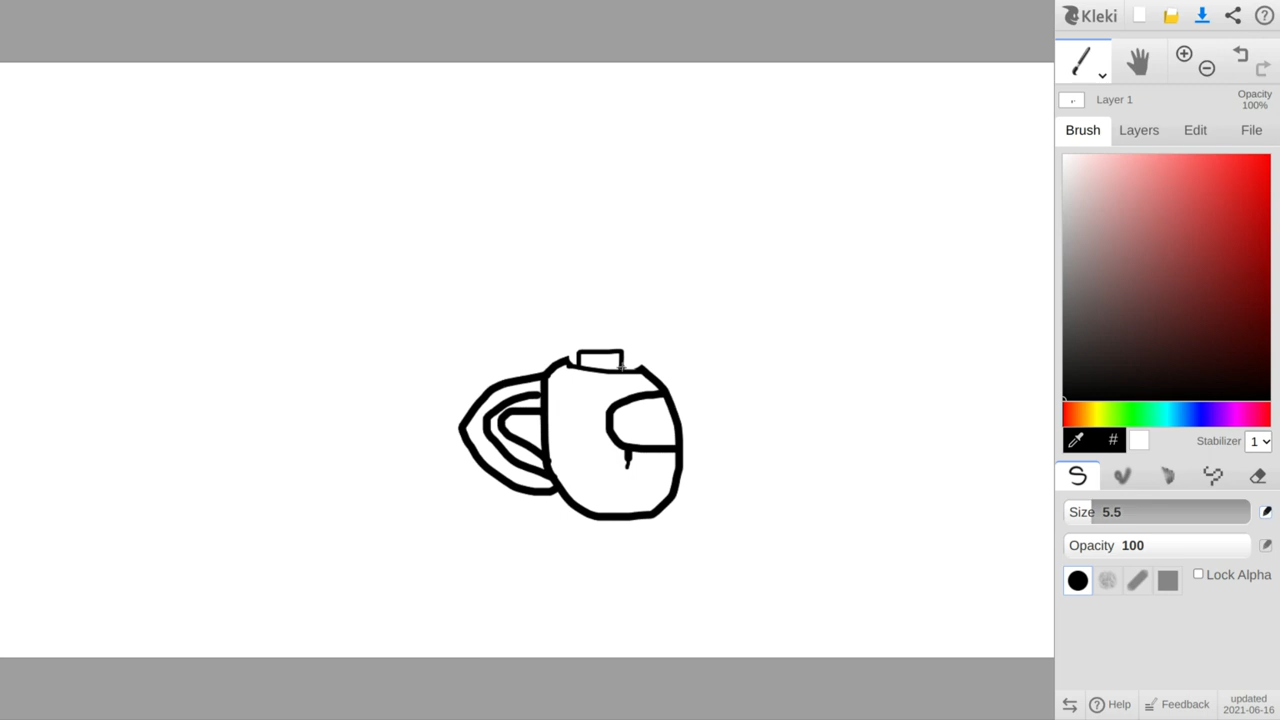 Kleki
Layer 1
Opacity
100%
Brush Layers Edit File
# Stabilizer 1
Size 5.5
Opacity 100
Lock Alpha
Help Feedback updated
2021-06-16